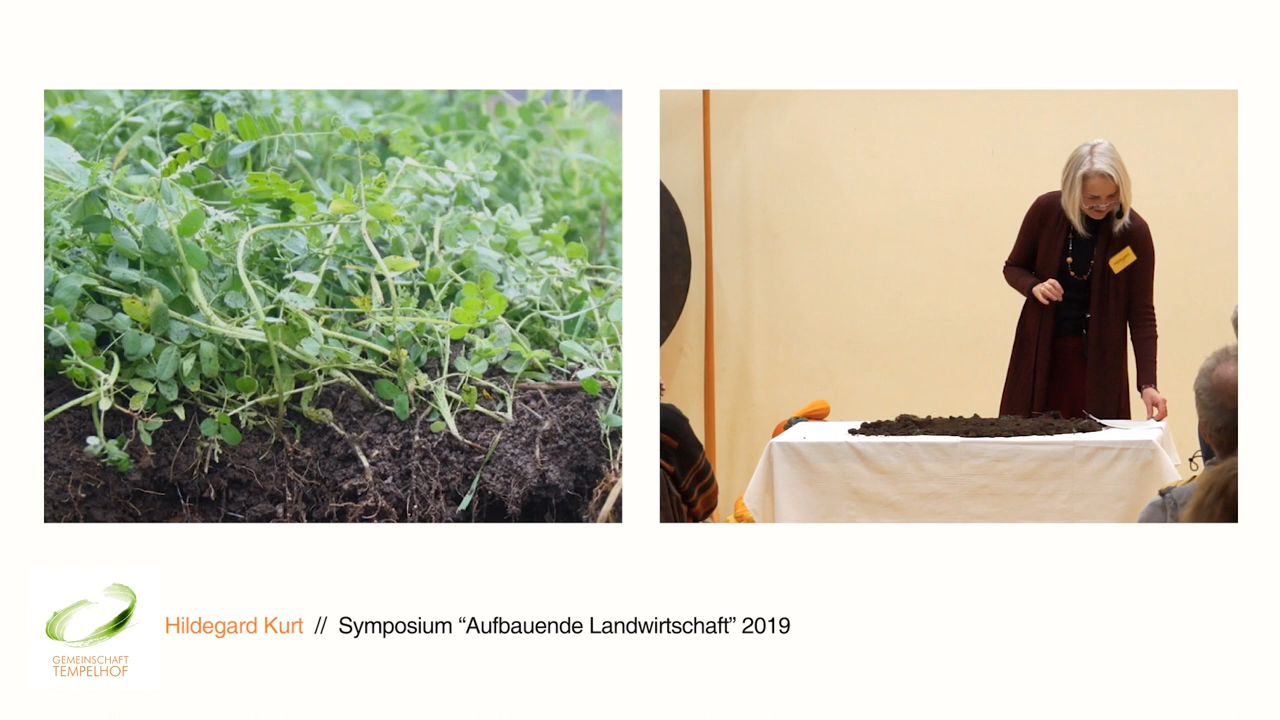 Hildegard Kurt // Symposium “Aufbauende Landwirtschaft” 2019
GEMEINSCHAFT
TEMPELHOF